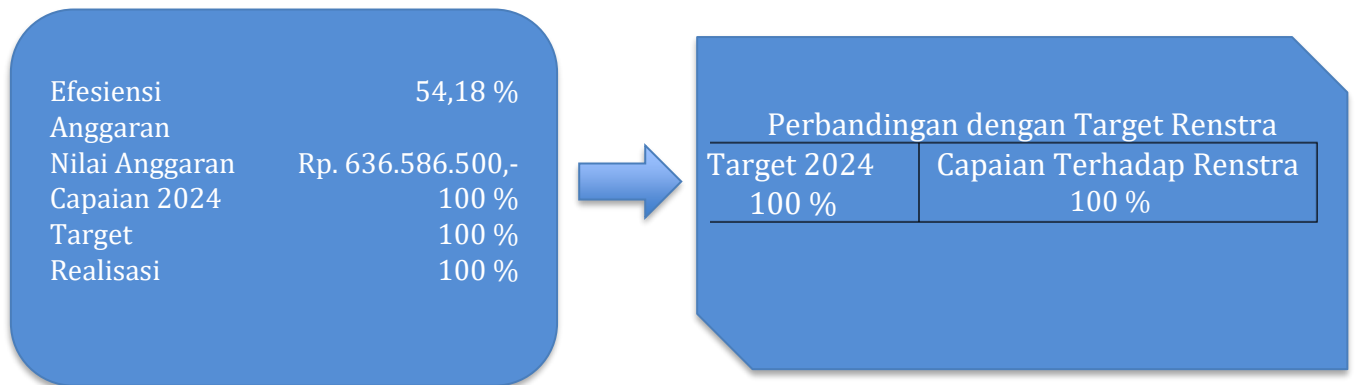 Efesiensi 54,18 %
Anggaran
Nilai Anggaran Rp. 636.586.500,-
Capaian 2024 100 %
Target 100 %
Realisasi 100 %
Perbandingan dengan Target Renstra
Target 2024 Capaian Terhadap Renstra
100 % 100 %